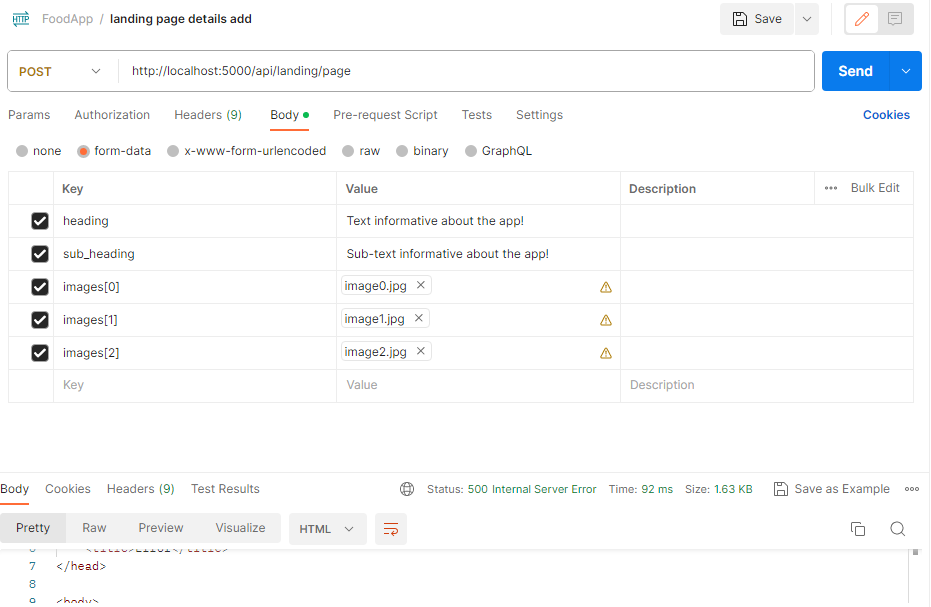 HTTP FoodApp / landing page details add Save
POST http://localhost:5000/api/landing/page Send
Params Authorization Headers (9) Body Pre-request Script Tests Settings Cookies
none form-data x-www-form-urlencoded raw binary GraphQL
Key Value Description Bulk Edit
heading Text informative about the app!
sub_heading Sub-text informative about the app!
images[0] image0.jpg
images[1] image1.jpg
images[2] image2.jpg
Key Value Description
Body Cookies Headers (9) Test Results Status: 500 Internal Server Error Time: 92 ms Size: 1.63 KB Save as Example
Pretty Raw Preview Visualize HTML
6 <title>Error</title>
7 </head>
8
9 <body>